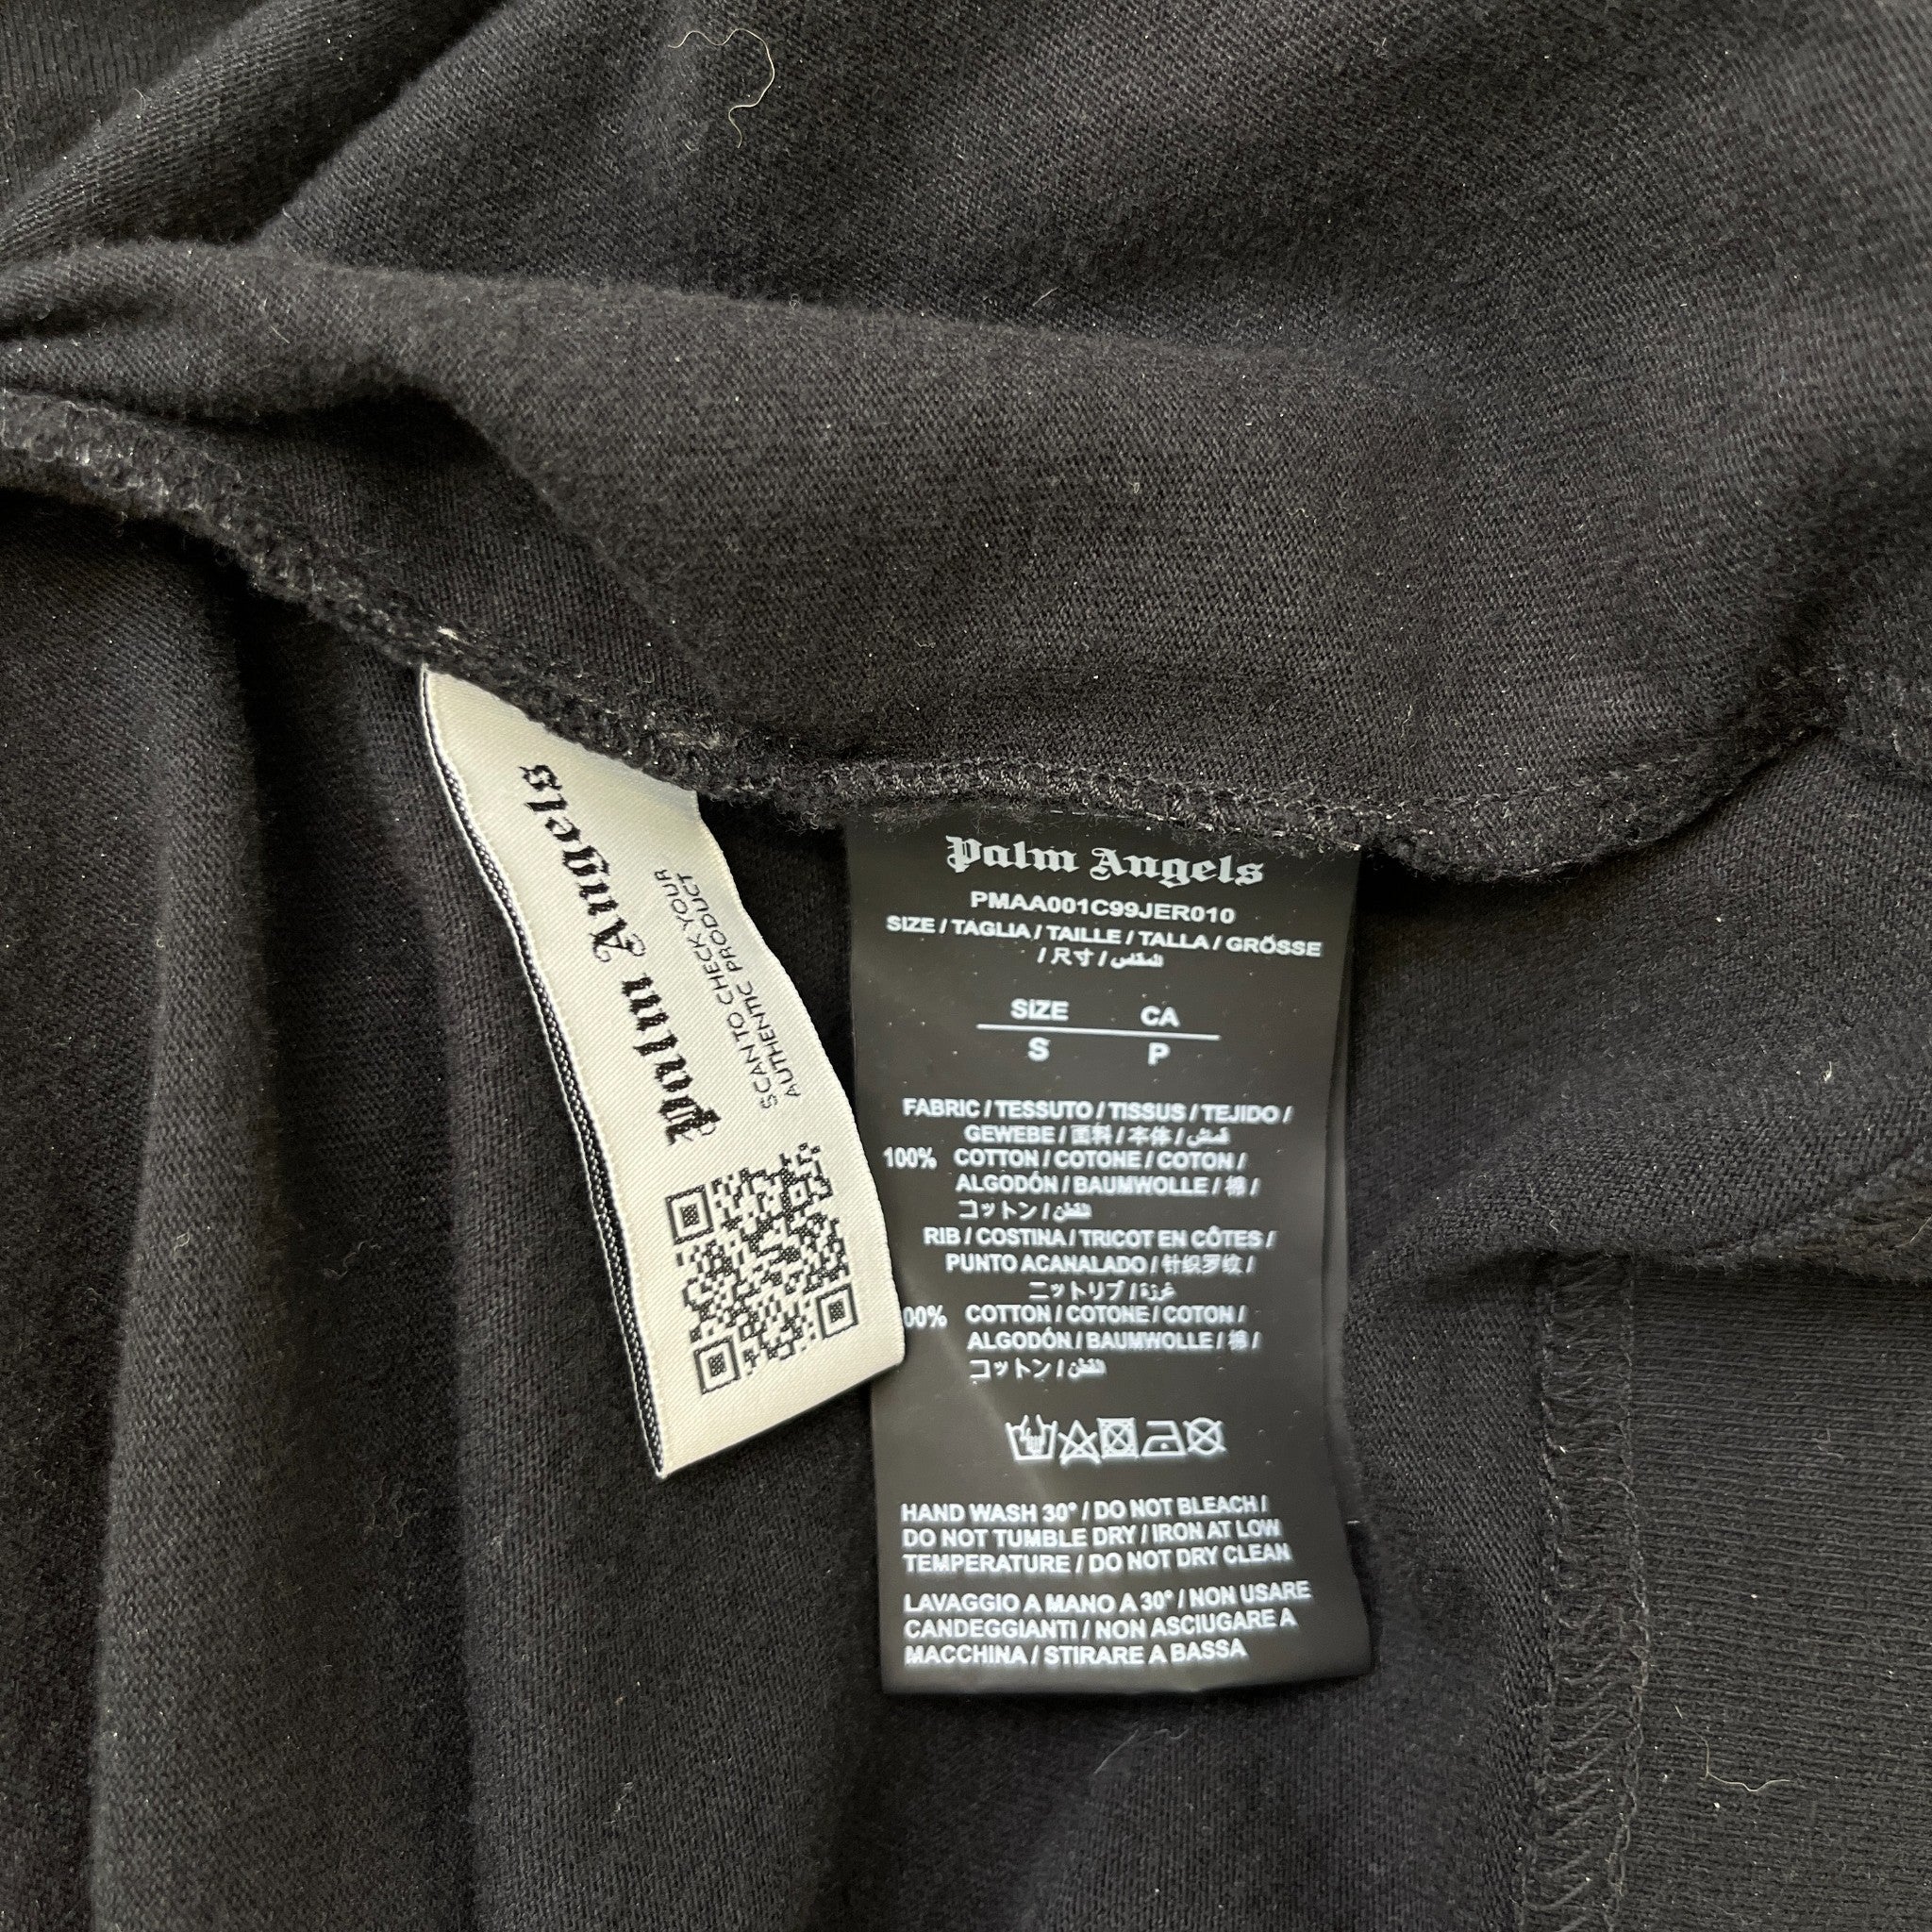 Palm Angels
SCAN TO CHECK YOUR
AUTHENTIC PRODUCT
Palm Angels
PMAA001C99JER010
SIZE / TAGLIA / TAILLE / TALLA / GRÖSSE
/ 尺寸 / المقاس
SIZE CA
S P
FABRIC / TESSUTO / TISSUS / TEJIDO /
GEWEBE / 面料 / 本体 / قماش
100% COTTON / COTONE / COTON /
ALGODÓN / BAUMWOLLE / 棉 /
コットン / القطن
RIB / COSTINA / TRICOT EN CÔTES /
PUNTO ACANALADO / 针织罗纹 /
ニットリブ / غرزة
00% COTTON / COTONE / COTON /
ALGODÓN / BAUMWOLLE / 棉 /
コットン / القطن
HAND WASH 30° / DO NOT BLEACH /
DO NOT TUMBLE DRY / IRON AT LOW
TEMPERATURE / DO NOT DRY CLEAN
LAVAGGIO A MANO A 30° / NON USARE
CANDEGGIANTI / NON ASCIUGARE A
MACCHINA / STIRARE A BASSA